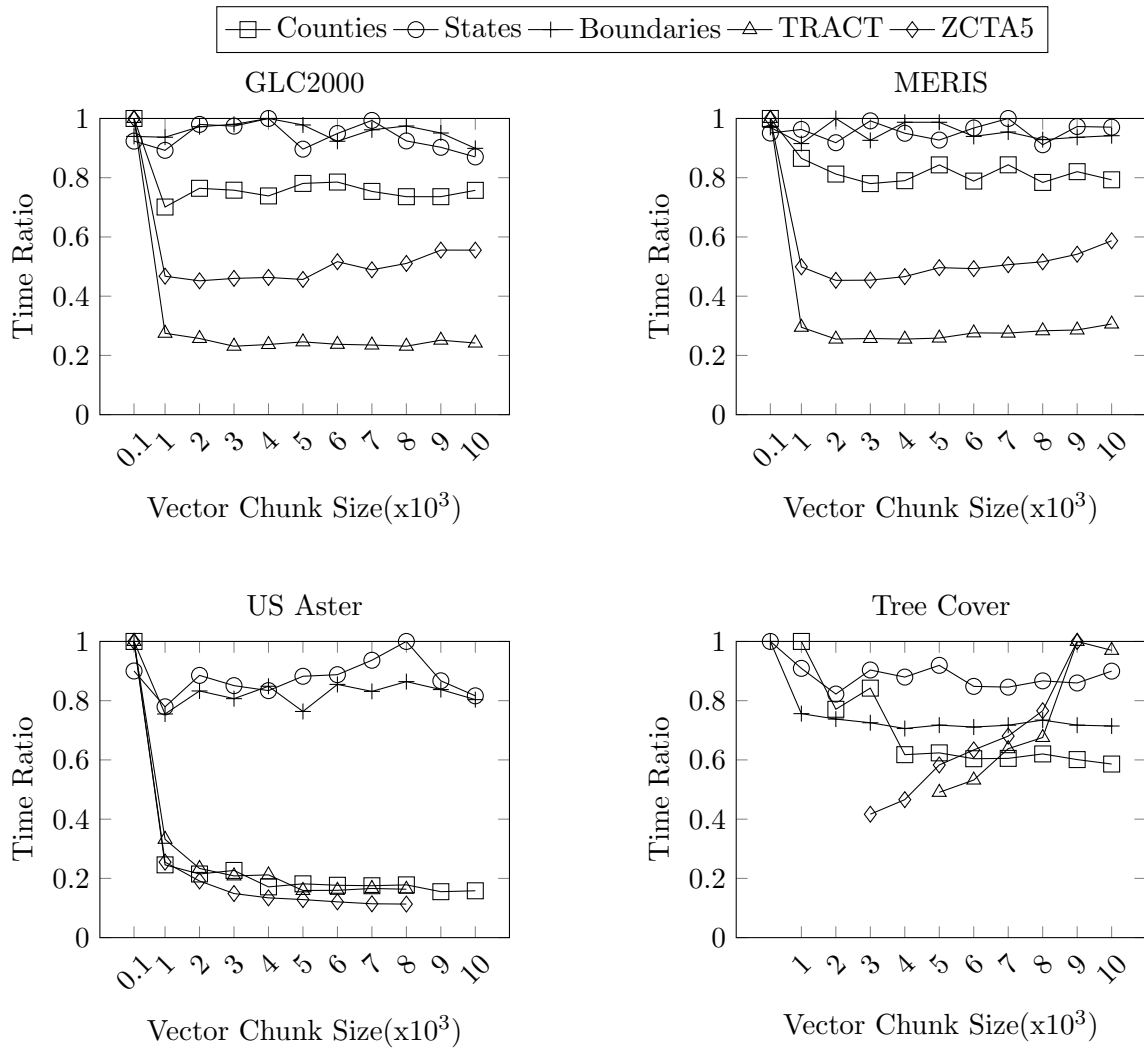 Counties States Boundaries TRACT ZCTA5
GLC2000
1
0.8
0.6
0.4
0.2
0
Time Ratio
0.1 1 2 3 4 5 6 7 8 9 10
Vector Chunk Size(x10³)
MERIS
1
0.8
0.6
0.4
0.2
0
Time Ratio
0.1 1 2 3 4 5 6 7 8 9 10
Vector Chunk Size(x10³)
US Aster
1
0.8
0.6
0.4
0.2
0
Time Ratio
0.1 1 2 3 4 5 6 7 8 9 10
Vector Chunk Size(x10³)
Tree Cover
1
0.8
0.6
0.4
0.2
0
Time Ratio
1 2 3 4 5 6 7 8 9 10
Vector Chunk Size(x10³)